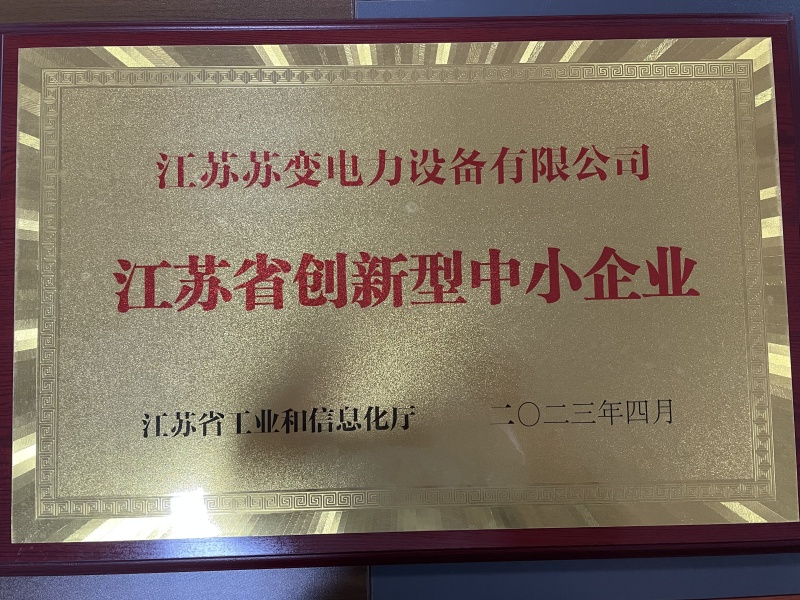 江苏苏变电力设备有限公司
江苏省创新型中小企业
江苏省工业和信息化厅 二〇二三年四月